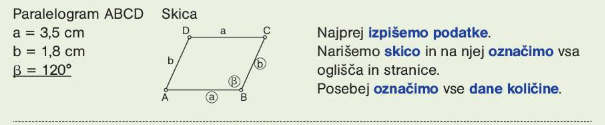 Paralelogram ABCD
a = 3,5 cm
b = 1,8 cm
β = 120°
Skica
D a C
b β b
A a B
Najprej izpišemo podatke.
Narišemo skico in na njej označimo vsa
oglišča in stranice.
Posebej označimo vse dane količine.